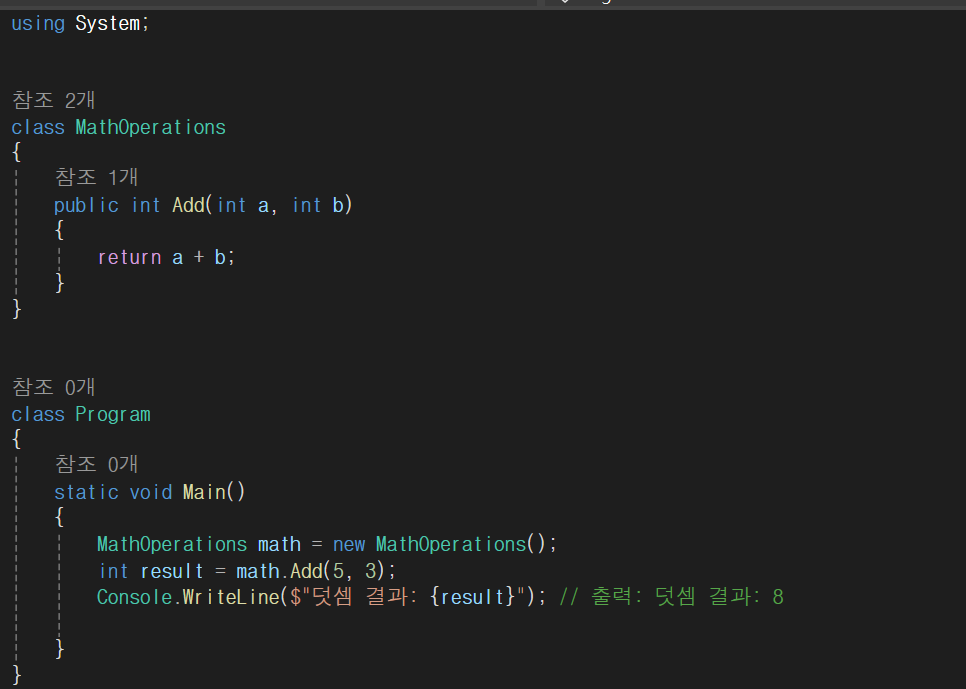 using System;
참조 2개
class MathOperations
{
참조 1개
public int Add(int a, int b)
{
return a + b;
}
}
참조 0개
class Program
{
참조 0개
static void Main()
{
MathOperations math = new MathOperations();
int result = math.Add(5, 3);
Console.WriteLine($"덧셈 결과: {result}"); // 출력: 덧셈 결과: 8
}
}